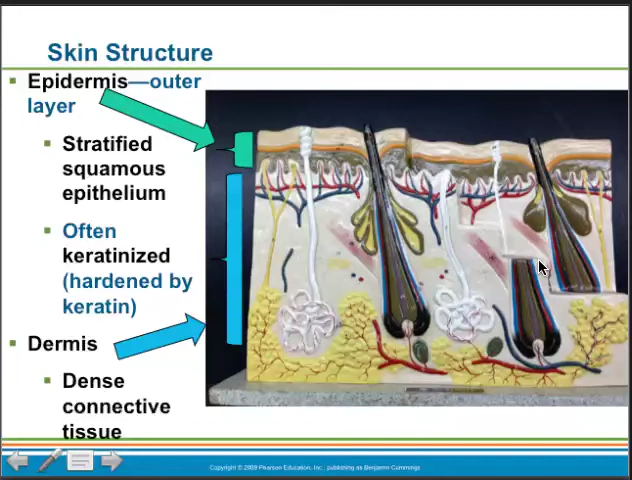 Skin Structure
Epidermis—outer
layer
Stratified
squamous
epithelium
Often
keratinized
(hardened by
keratin)
Dermis
Dense
connective
tissue
Copyright © 2009 Pearson Education, Inc., publishing as Benjamin Cummings